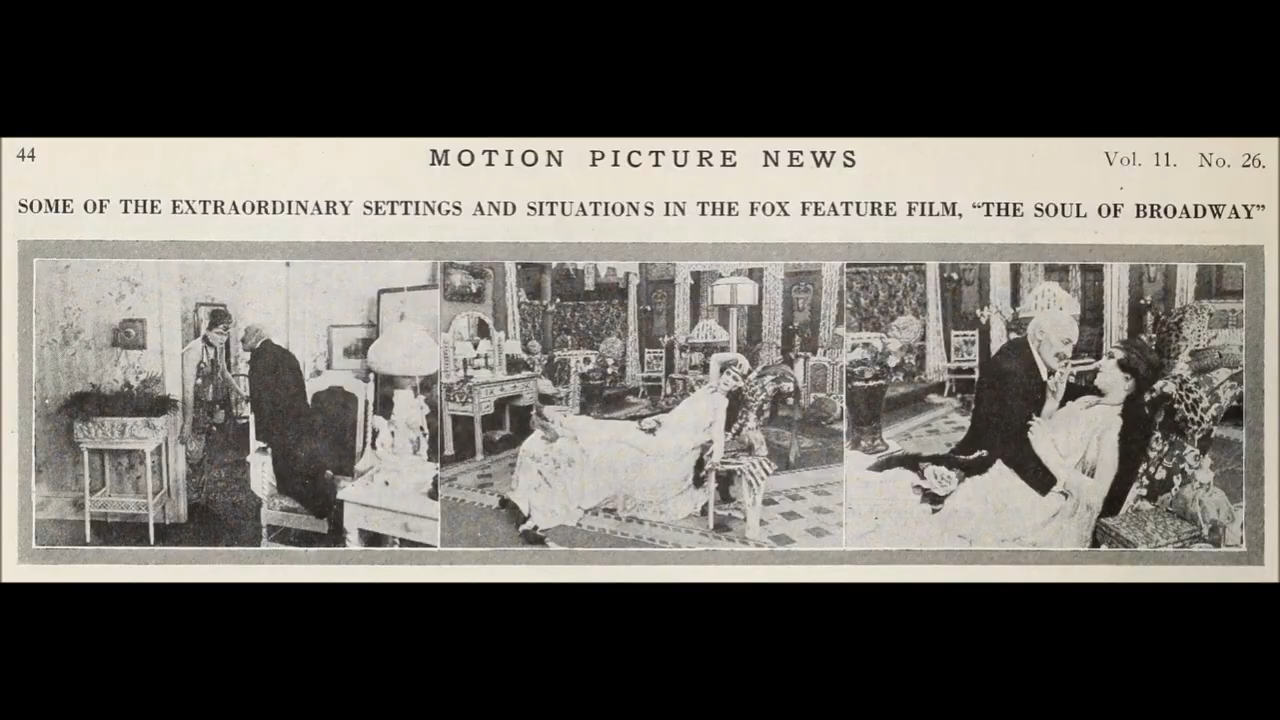 44 MOTION PICTURE NEWS Vol. 11. No. 26.
SOME OF THE EXTRAORDINARY SETTINGS AND SITUATIONS IN THE FOX FEATURE FILM, “THE SOUL OF BROADWAY”